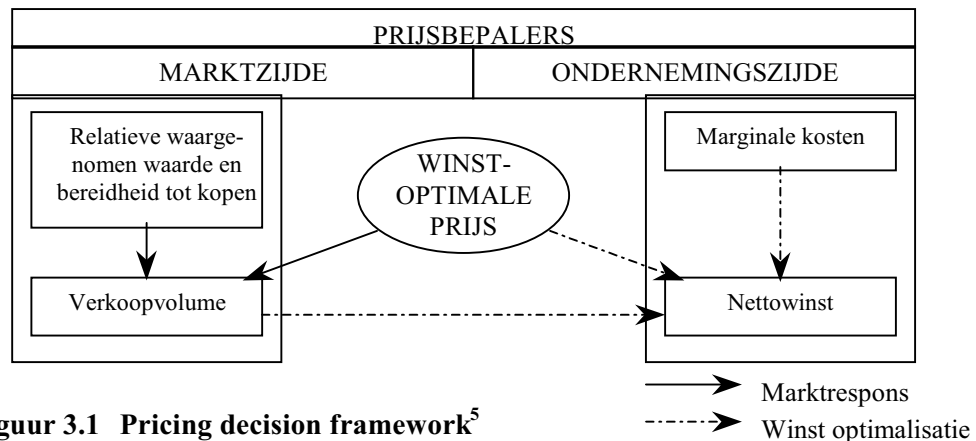 PRIJSBEPALERS
MARKTZIJDE
ONDERNEMINGSZIJDE
Relatieve waarge-
nomen waarde en
bereidheid tot kopen
WINST-
OPTIMALE
PRIJS
Marginale kosten
Verkoopvolume
Nettowinst
Marktrespons
Winst optimalisatie
guur 3.1 Pricing decision framework⁵